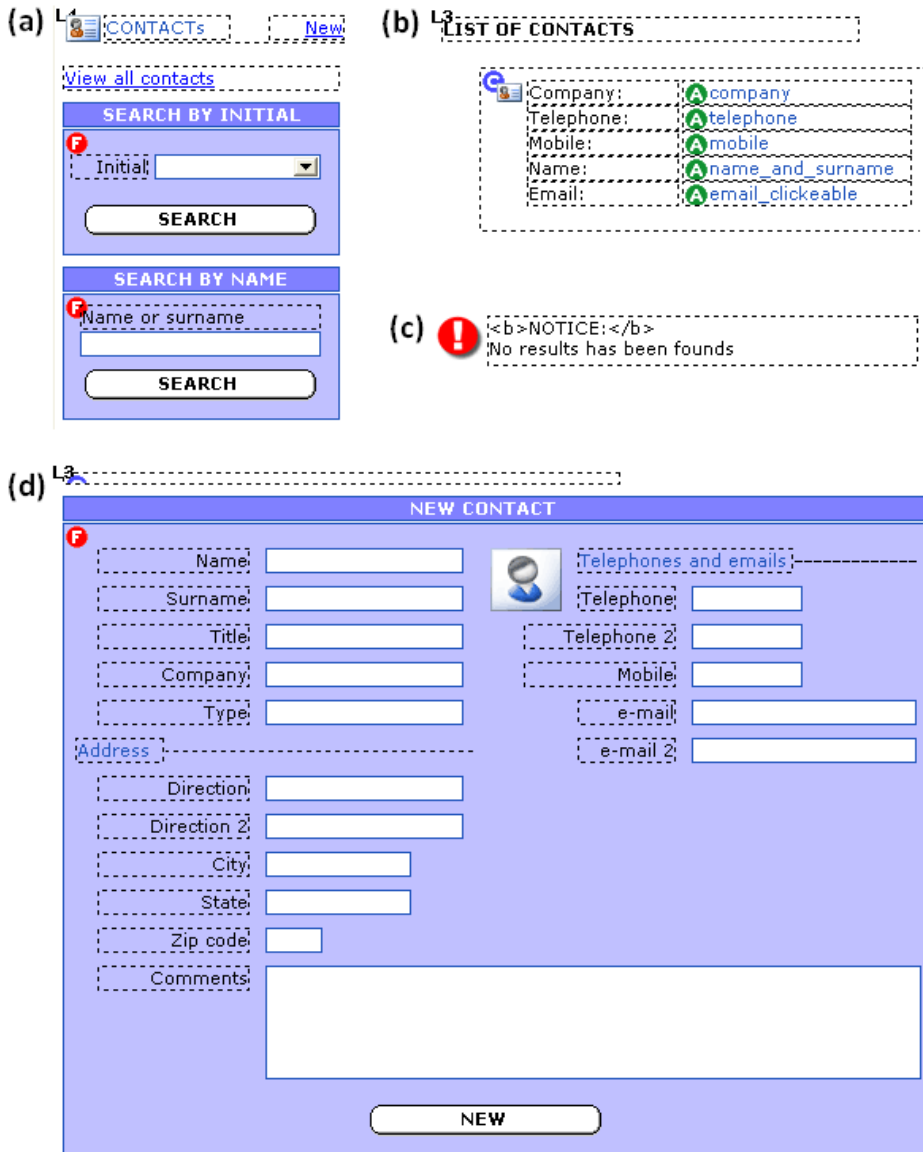 (a) L4 CONTACTs New
View all contacts
SEARCH BY INITIAL
F
Initial
SEARCH
SEARCH BY NAME
F
Name or surname
SEARCH
(b) L3 LIST OF CONTACTS
C
Company: A company
Telephone: A telephone
Mobile: A mobile
Name: A name_and_surname
Email: A email_clickeable
(c) ! <b>NOTICE:</b>
No results has been founds
(d) L3
NEW CONTACT
F
Name
Surname
Title
Company
Type
Address
Direction
Direction 2
City
State
Zip code
Comments
Telephones and emails
Telephone
Telephone 2
Mobile
e-mail
e-mail 2
NEW